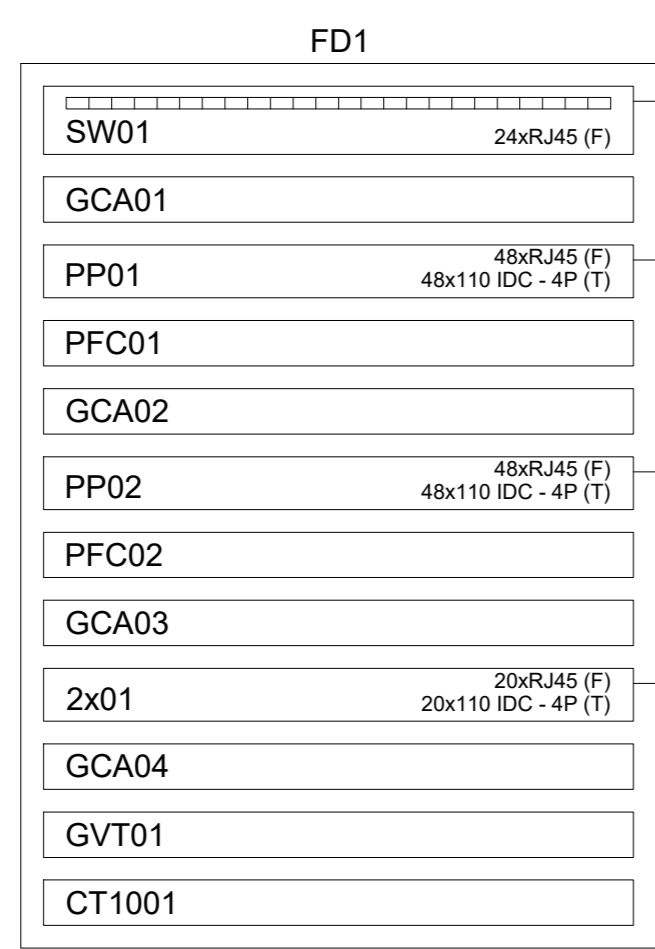 FD1
SW01
24xRJ45 (F)
GCA01
PP01
48xRJ45 (F)
48x110 IDC - 4P (T)
PFC01
GCA02
PP02
48xRJ45 (F)
48x110 IDC - 4P (T)
PFC02
GCA03
2x01
20xRJ45 (F)
20x110 IDC - 4P (T)
GCA04
GVT01
CT1001